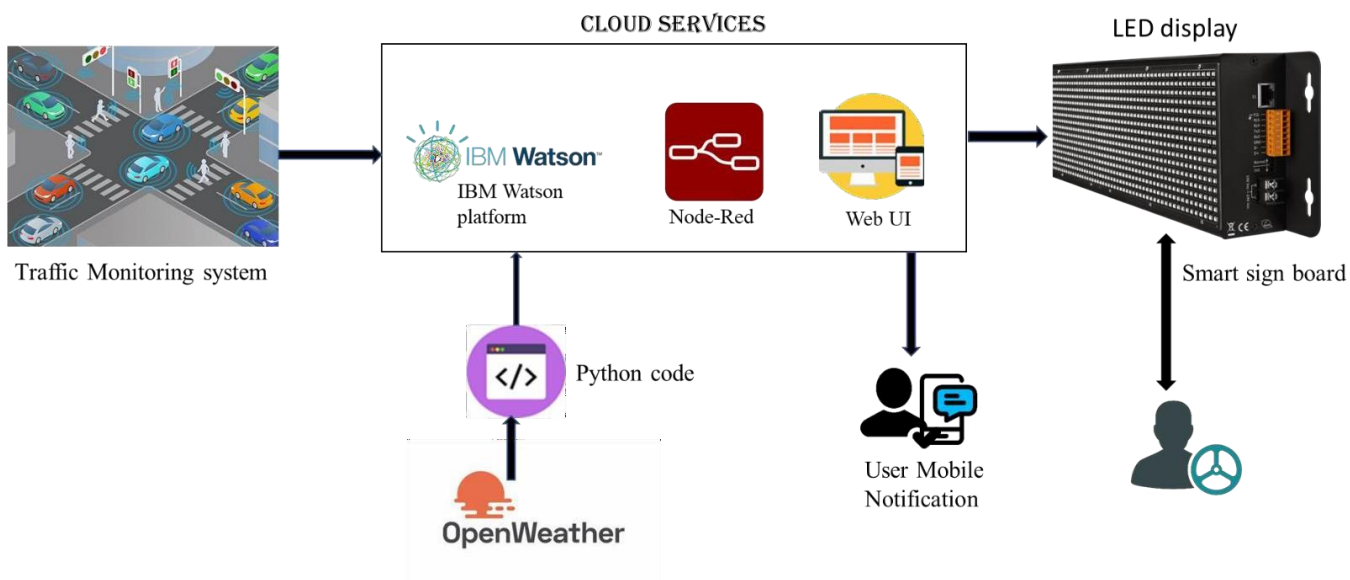 CLOUD SERVICES
LED display
IBM Watson™
IBM Watson
platform
Node-Red
Web UI
Traffic Monitoring system
Smart sign board
</>
Python code
User Mobile
Notification
OpenWeather